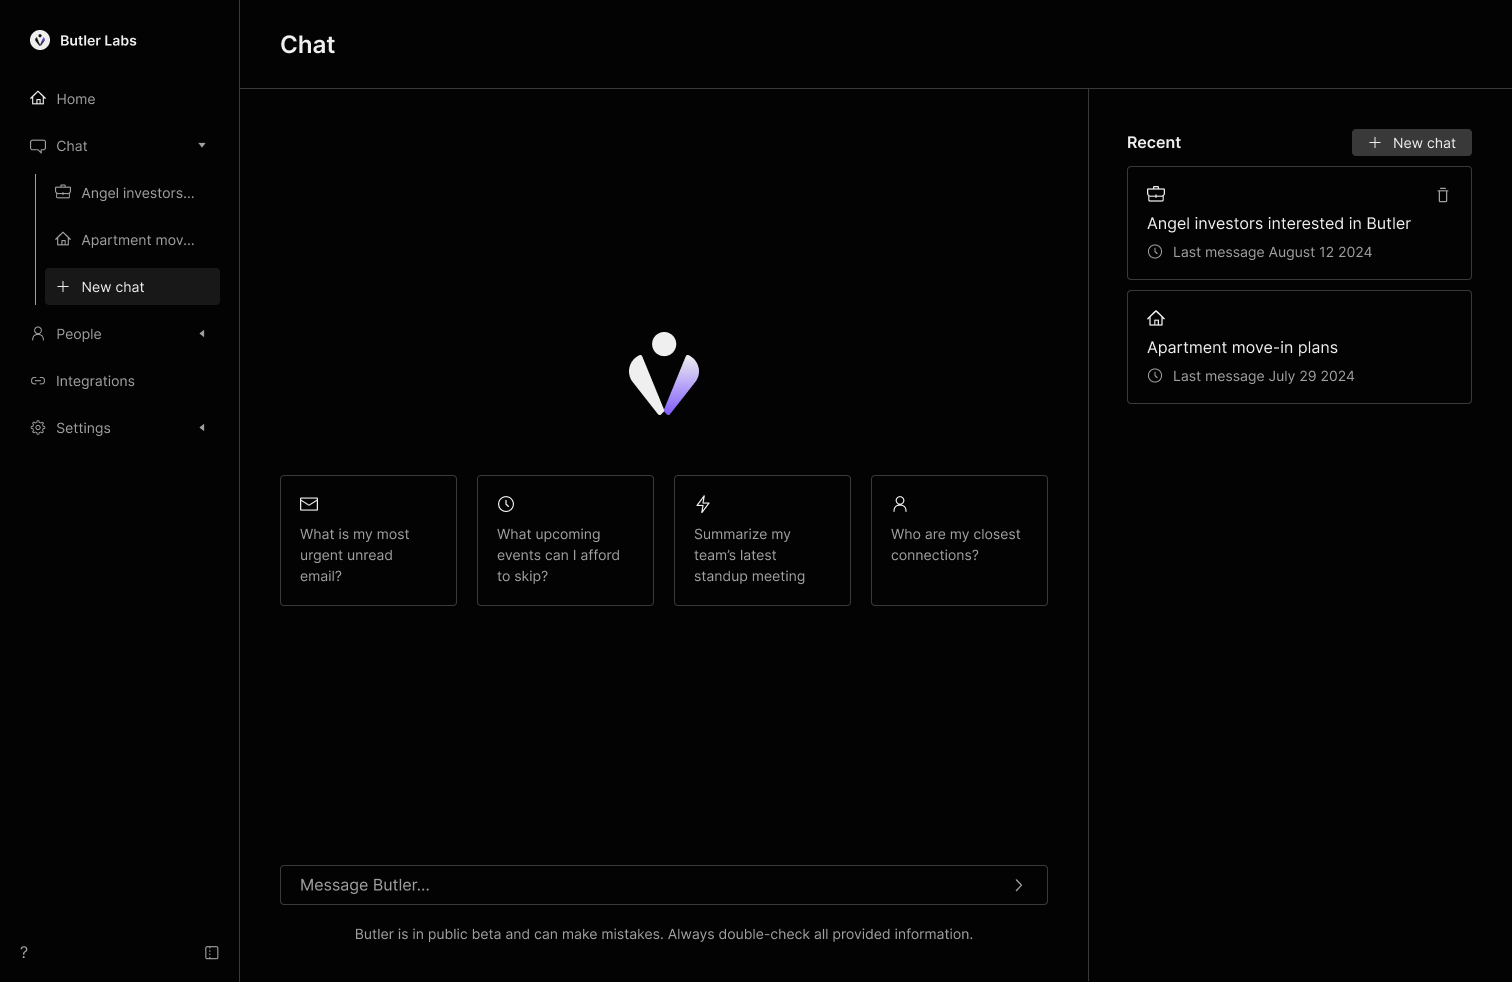 Butler Labs
Home
Chat
Angel investors...
Apartment mov...
New chat
People
Integrations
Settings
?
Chat
What is my most
urgent unread
email?
What upcoming
events can I afford
to skip?
Summarize my
team’s latest
standup meeting
Who are my closest
connections?
Message Butler...
Butler is in public beta and can make mistakes. Always double-check all provided information.
Recent
New chat
Angel investors interested in Butler
Last message August 12 2024
Apartment move-in plans
Last message July 29 2024